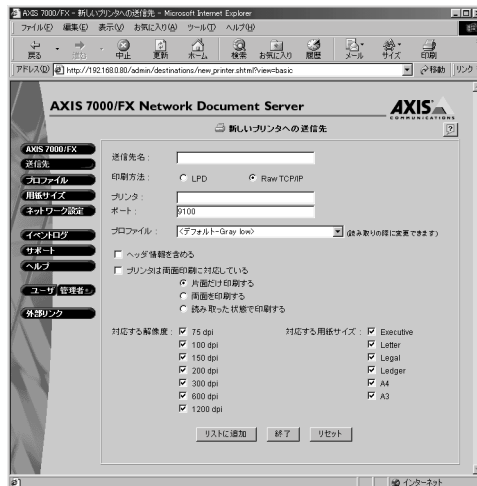 AXIS 7000/FX - 新しいプリンタへの送信先 - Microsoft Internet Explorer
ファイル(F) 編集(E) 表示(V) お気に入り(A) ツール(T) ヘルプ(H)
戻る 進む 中止 更新 ホーム 検索 お気に入り 履歴 メール サイズ 印刷
アドレス(D) http://192.168.0.80/admin/destinations/new_printer.shtml?view=basic 移動 リンク
AXIS 7000/FX Network Document Server
AXIS
COMMUNICATIONS
新しいプリンタへの送信先 ?
AXIS 7000/FX
送信先
プロファイル
用紙サイズ
ネットワーク設定
イベントログ
サポート
ヘルプ
ユーザ 管理者
外部リンク
送信先名:
印刷方法: LPD Raw TCP/IP
プリンタ:
ポート: 9100
プロファイル: <デフォルト-Gray low> (読み取りの際に変更できます)
ヘッダ情報を含める
プリンタは両面印刷に対応している
片面だけ印刷する
両面を印刷する
読み取った状態で印刷する
対応する解像度: 75 dpi 対応する用紙サイズ: Executive
100 dpi Letter
150 dpi Legal
200 dpi Ledger
300 dpi A4
600 dpi A3
1200 dpi
リストに追加 終了 リセット
インターネット